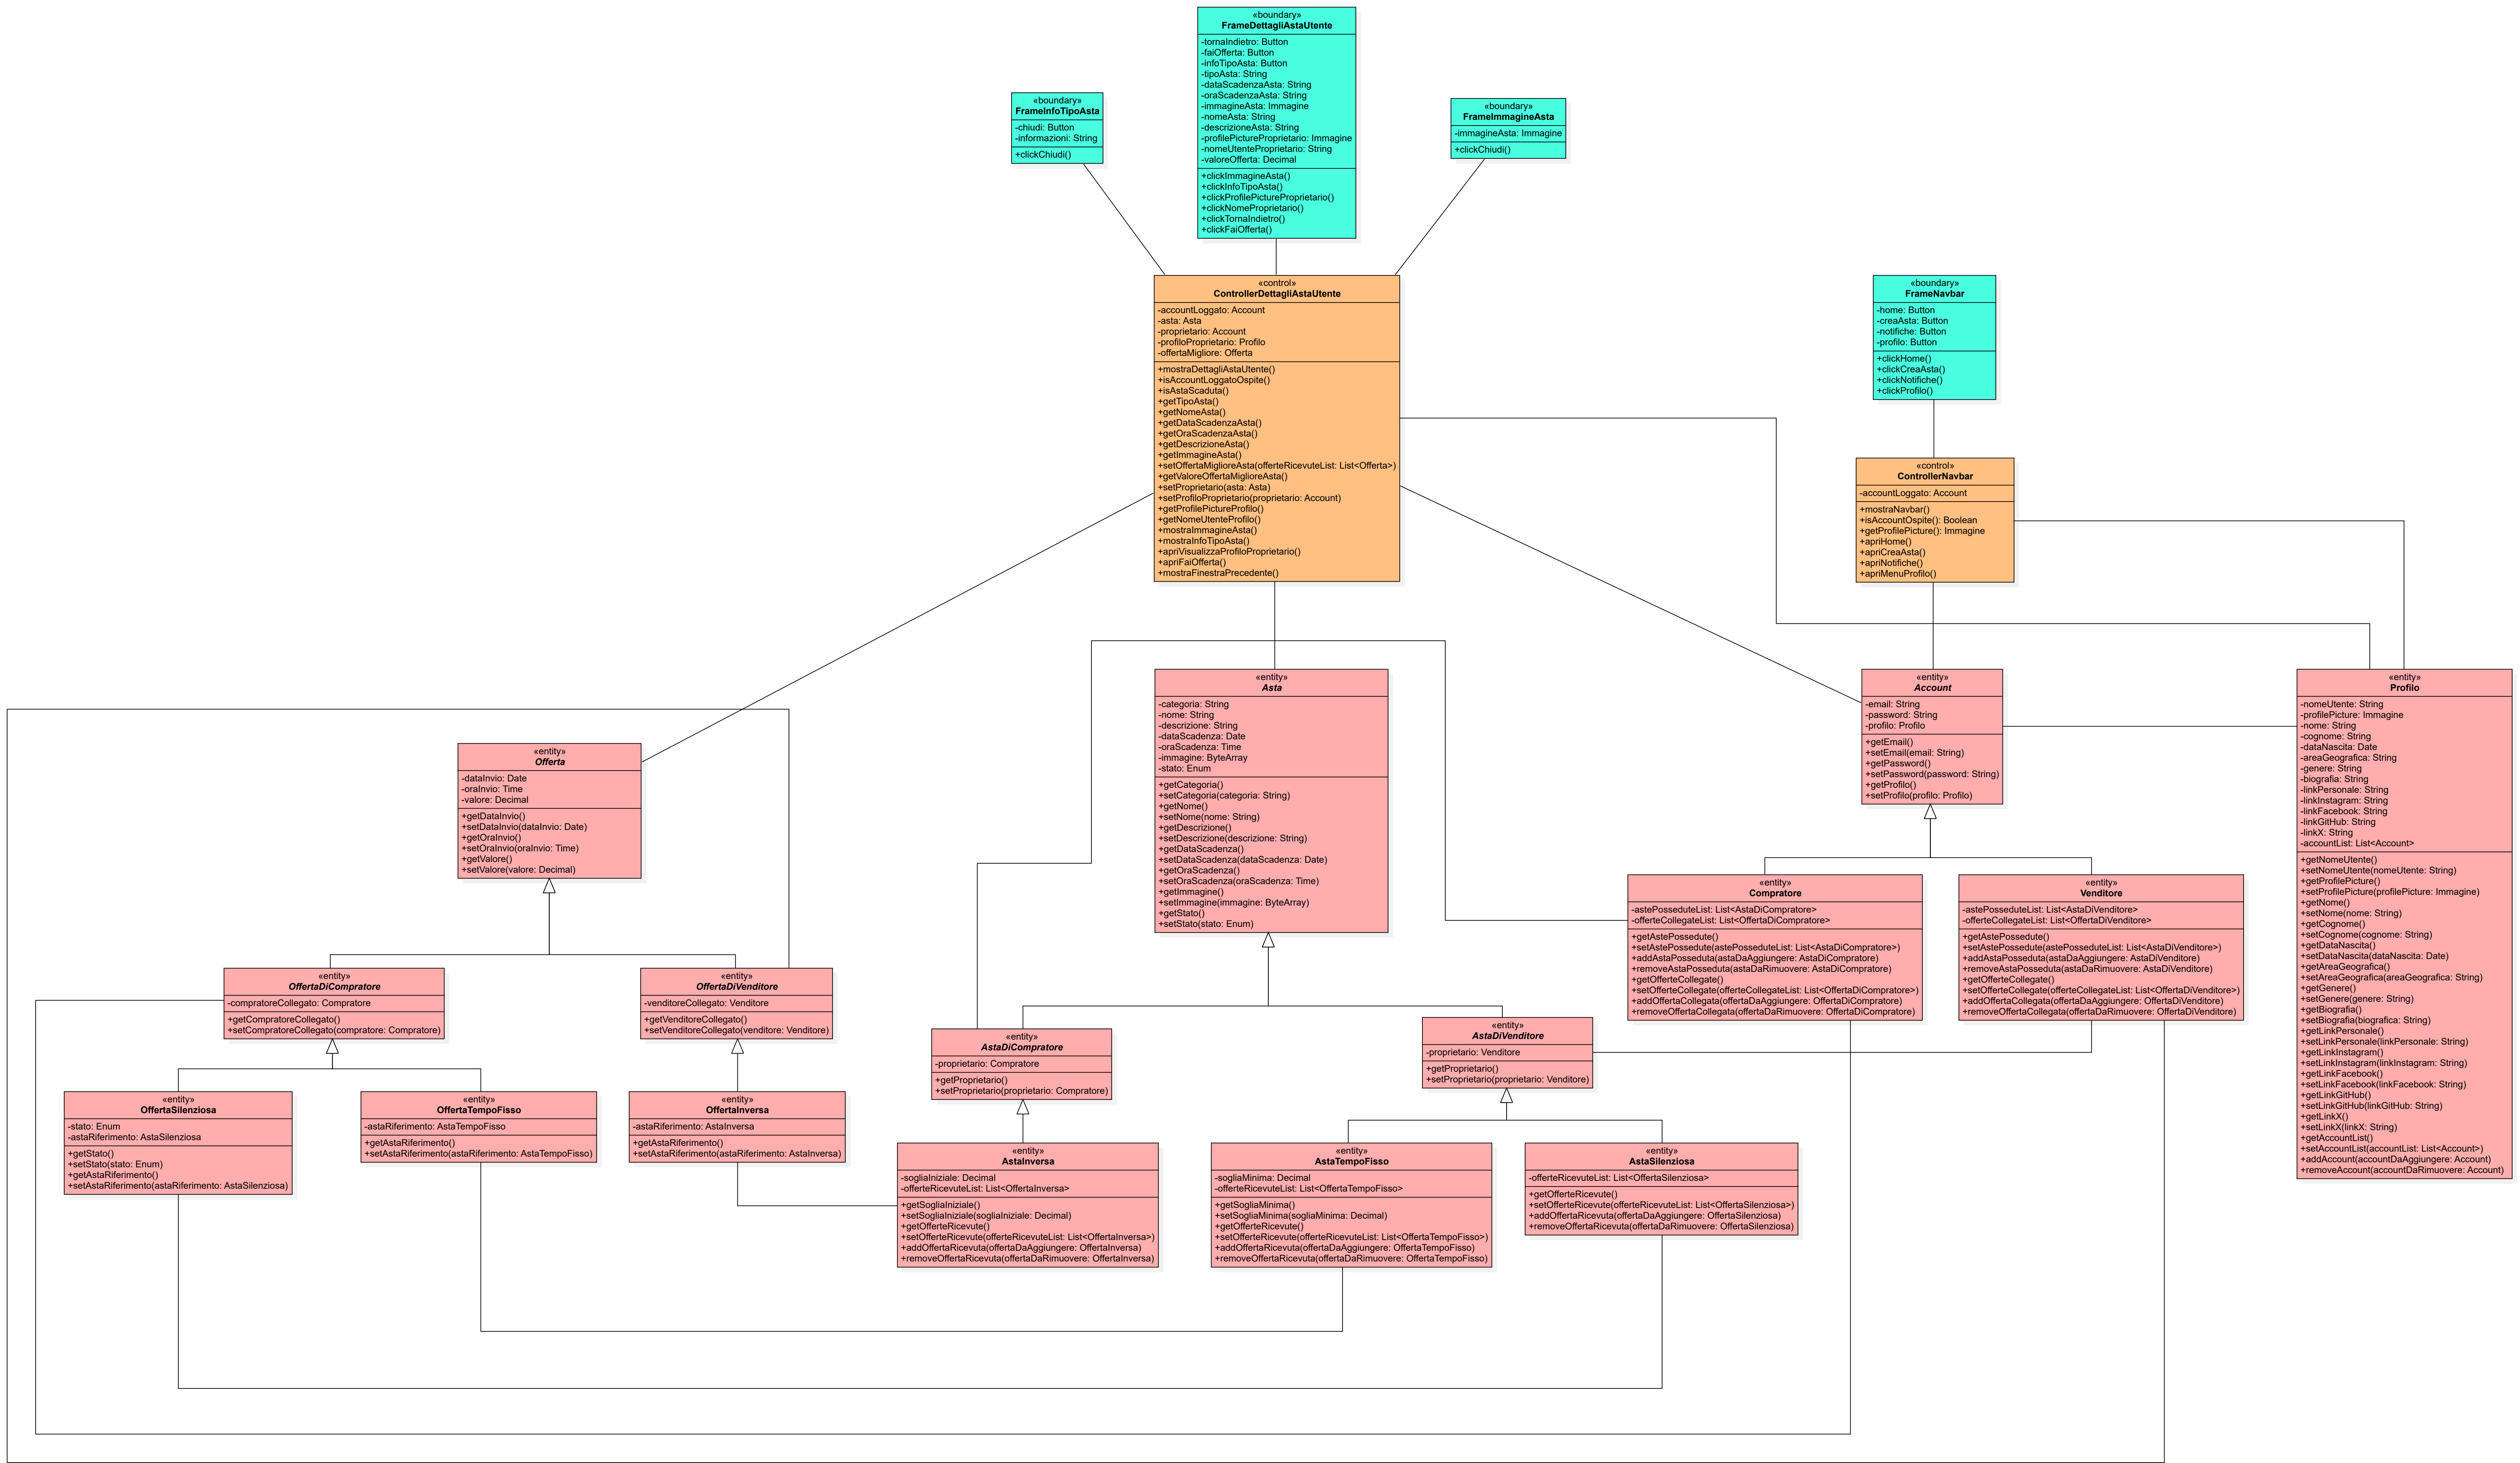 «boundary»
FrameDettagliAstaUtente
-tornaIndietro: Button
-faiOfferta: Button
-infoTipoAsta: Button
-tipoAsta: String
-dataScadenzaAsta: String
-oraScadenzaAsta: String
-immagineAsta: Immagine
-nomeAsta: String
-descrizioneAsta: String
-profilePictureProprietario: Immagine
-nomeUtenteProprietario: String
-valoreOfferta: Decimal
+clickImmagineAsta()
+clickInfoTipoAsta()
+clickProfilePictureProprietario()
+clickNomeProprietario()
+clickTornaIndietro()
+clickFaiOfferta()
«boundary»
FrameInfoTipoAsta
-chiudi: Button
-informazioni: String
+clickChiudi()
«boundary»
FrameImmagineAsta
-immagineAsta: Immagine
+clickChiudi()
«control»
ControllerDettagliAstaUtente
-accountLoggato: Account
-asta: Asta
-proprietario: Account
-profiloProprietario: Profilo
-offertaMigliore: Offerta
+mostraDettagliAstaUtente()
+isAccountLoggatoOspite()
+isAstaScaduta()
+getTipoAsta()
+getNomeAsta()
+getDataScadenzaAsta()
+getOraScadenzaAsta()
+getDescrizioneAsta()
+getImmagineAsta()
+setOffertaMiglioreAsta(offerteRicevuteList: List<Offerta>)
+getValoreOffertaMiglioreAsta()
+setProprietario(asta: Asta)
+setProfiloProprietario(proprietario: Account)
+getProfilePictureProfilo()
+getNomeUtenteProfilo()
+mostraImmagineAsta()
+mostraInfoTipoAsta()
+apriVisualizzaProfiloProprietario()
+apriFaiOfferta()
+mostraFinestraPrecedente()
«boundary»
FrameNavbar
-home: Button
-creaAsta: Button
-notifiche: Button
-profilo: Button
+clickHome()
+clickCreaAsta()
+clickNotifiche()
+clickProfilo()
«control»
ControllerNavbar
-accountLoggato: Account
+mostraNavbar()
+isAccountOspite(): Boolean
+getProfilePicture(): Immagine
+apriHome()
+apriCreaAsta()
+apriNotifiche()
+apriMenuProfilo()
«entity»
Asta
-categoria: String
-nome: String
-descrizione: String
-dataScadenza: Date
-oraScadenza: Time
-immagine: ByteArray
-stato: Enum
+getCategoria()
+setCategoria(categoria: String)
+getNome()
+setNome(nome: String)
+getDescrizione()
+setDescrizione(descrizione: String)
+getDataScadenza()
+setDataScadenza(dataScadenza: Date)
+getOraScadenza()
+setOraScadenza(oraScadenza: Time)
+getImmagine()
+setImmagine(immagine: ByteArray)
+getStato()
+setStato(stato: Enum)
«entity»
Account
-email: String
-password: String
-profilo: Profilo
+getEmail()
+setEmail(email: String)
+getPassword()
+setPassword(password: String)
+getProfilo()
+setProfilo(profilo: Profilo)
«entity»
Profilo
-nomeUtente: String
-profilePicture: Immagine
-nome: String
-cognome: String
-dataNascita: Date
-areaGeografica: String
-genere: String
-biografia: String
-linkPersonale: String
-linkInstagram: String
-linkFacebook: String
-linkGitHub: String
-linkX: String
-accountList: List<Account>
+getNomeUtente()
+setNomeUtente(nomeUtente: String)
+getProfilePicture()
+setProfilePicture(profilePicture: Immagine)
+getNome()
+setNome(nome: String)
+getCognome()
+setCognome(cognome: String)
+getDataNascita()
+setDataNascita(dataNascita: Date)
+getAreaGeografica()
+setAreaGeografica(areaGeografica: String)
+getGenere()
+setGenere(genere: String)
+getBiografia()
+setBiografia(biografica: String)
+getLinkPersonale()
+setLinkPersonale(linkPersonale: String)
+getLinkInstagram()
+setLinkInstagram(linkInstagram: String)
+getLinkFacebook()
+setLinkFacebook(linkFacebook: String)
+getLinkGitHub()
+setLinkGitHub(linkGitHub: String)
+getLinkX()
+setLinkX(linkX: String)
+getAccountList()
+setAccountList(accountList: List<Account>)
+addAccount(accountDaAggiungere: Account)
+removeAccount(accountDaRimuovere: Account)
«entity»
Offerta
-dataInvio: Date
-oraInvio: Time
-valore: Decimal
+getDataInvio()
+setDataInvio(dataInvio: Date)
+getOraInvio()
+setOraInvio(oraInvio: Time)
+getValore()
+setValore(valore: Decimal)
«entity»
Compratore
-astePosseduteList: List<AstaDiCompratore>
-offerteCollegateList: List<OffertaDiCompratore>
+getAstePossedute()
+setAstePossedute(astePosseduteList: List<AstaDiCompratore>)
+addAstaPosseduta(astaDaAggiungere: AstaDiCompratore)
+removeAstaPosseduta(astaDaRimuovere: AstaDiCompratore)
+getOfferteCollegate()
+setOfferteCollegate(offerteCollegateList: List<OffertaDiCompratore>)
+addOffertaCollegata(offertaDaAggiungere: OffertaDiCompratore)
+removeOffertaCollegata(offertaDaRimuovere: OffertaDiCompratore)
«entity»
Venditore
-astePosseduteList: List<AstaDiVenditore>
-offerteCollegateList: List<OffertaDiVenditore>
+getAstePossedute()
+setAstePossedute(astePosseduteList: List<AstaDiVenditore>)
+addAstaPosseduta(astaDaAggiungere: AstaDiVenditore)
+removeAstaPosseduta(astaDaRimuovere: AstaDiVenditore)
+getOfferteCollegate()
+setOfferteCollegate(offerteCollegateList: List<OffertaDiVenditore>)
+addOffertaCollegata(offertaDaAggiungere: OffertaDiVenditore)
+removeOffertaCollegata(offertaDaRimuovere: OffertaDiVenditore)
«entity»
OffertaDiCompratore
-compratoreCollegato: Compratore
+getCompratoreCollegato()
+setCompratoreCollegato(compratore: Compratore)
«entity»
OffertaDiVenditore
-venditoreCollegato: Venditore
+getVenditoreCollegato()
+setVenditoreCollegato(venditore: Venditore)
«entity»
AstaDiCompratore
-proprietario: Compratore
+getProprietario()
+setProprietario(proprietario: Compratore)
«entity»
AstaDiVenditore
-proprietario: Venditore
+getProprietario()
+setProprietario(proprietario: Venditore)
«entity»
OffertaSilenziosa
-stato: Enum
-astaRiferimento: AstaSilenziosa
+getStato()
+setStato(stato: Enum)
+getAstaRiferimento()
+setAstaRiferimento(astaRiferimento: AstaSilenziosa)
«entity»
OffertaTempoFisso
-astaRiferimento: AstaTempoFisso
+getAstaRiferimento()
+setAstaRiferimento(astaRiferimento: AstaTempoFisso)
«entity»
OffertaInversa
-astaRiferimento: AstaInversa
+getAstaRiferimento()
+setAstaRiferimento(astaRiferimento: AstaInversa)
«entity»
AstaInversa
-sogliaIniziale: Decimal
-offerteRicevuteList: List<OffertaInversa>
+getSogliaIniziale()
+setSogliaIniziale(sogliaIniziale: Decimal)
+getOfferteRicevute()
+setOfferteRicevute(offerteRicevuteList: List<OffertaInversa>)
+addOffertaRicevuta(offertaDaAggiungere: OffertaInversa)
+removeOffertaRicevuta(offertaDaRimuovere: OffertaInversa)
«entity»
AstaTempoFisso
-sogliaMinima: Decimal
-offerteRicevuteList: List<OffertaTempoFisso>
+getSogliaMinima()
+setSogliaMinima(sogliaMinima: Decimal)
+getOfferteRicevute()
+setOfferteRicevute(offerteRicevuteList: List<OffertaTempoFisso>)
+addOffertaRicevuta(offertaDaAggiungere: OffertaTempoFisso)
+removeOffertaRicevuta(offertaDaRimuovere: OffertaTempoFisso)
«entity»
AstaSilenziosa
-offerteRicevuteList: List<OffertaSilenziosa>
+getOfferteRicevute()
+setOfferteRicevute(offerteRicevuteList: List<OffertaSilenziosa>)
+addOffertaRicevuta(offertaDaAggiungere: OffertaSilenziosa)
+removeOffertaRicevuta(offertaDaRimuovere: OffertaSilenziosa)